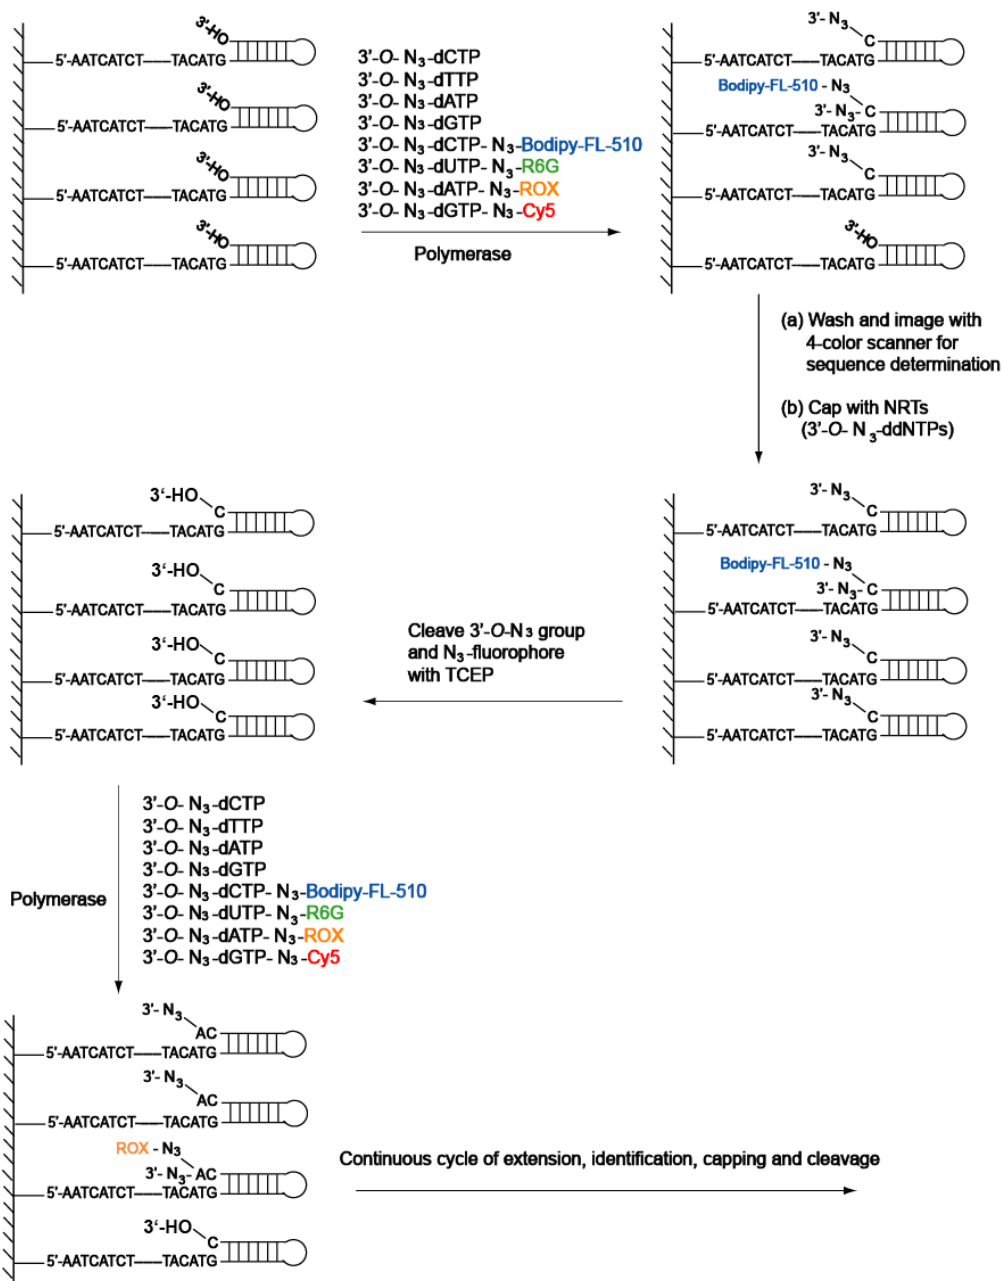 3'-HO
5'-AATCATCT—TACATG
3'-HO
5'-AATCATCT—TACATG
3'-HO
5'-AATCATCT—TACATG
3'-HO
5'-AATCATCT—TACATG
3'-O- N3-dCTP
3'-O- N3-dTTP
3'-O- N3-dATP
3'-O- N3-dGTP
3'-O- N3-dCTP- N3-Bodipy-FL-510
3'-O- N3-dUTP- N3-R6G
3'-O- N3-dATP- N3-ROX
3'-O- N3-dGTP- N3-Cy5
Polymerase
3'- N3
C
5'-AATCATCT—TACATG
Bodipy-FL-510 - N3
3'- N3- C
5'-AATCATCT—TACATG
3'- N3
C
5'-AATCATCT—TACATG
3'-HO
5'-AATCATCT—TACATG
(a) Wash and image with
4-color scanner for
sequence determination
(b) Cap with NRTs
(3'-O- N3-ddNTPs)
3'- N3
C
5'-AATCATCT—TACATG
Bodipy-FL-510 - N3
3'- N3- C
5'-AATCATCT—TACATG
3'- N3
C
5'-AATCATCT—TACATG
3'- N3
C
5'-AATCATCT—TACATG
Cleave 3'-O-N3 group
and N3-fluorophore
with TCEP
3'-HO
C
5'-AATCATCT—TACATG
3'-HO
C
5'-AATCATCT—TACATG
3'-HO
C
5'-AATCATCT—TACATG
3'-HO
C
5'-AATCATCT—TACATG
Polymerase
3'-O- N3-dCTP
3'-O- N3-dTTP
3'-O- N3-dATP
3'-O- N3-dGTP
3'-O- N3-dCTP- N3-Bodipy-FL-510
3'-O- N3-dUTP- N3-R6G
3'-O- N3-dATP- N3-ROX
3'-O- N3-dGTP- N3-Cy5
3'- N3
AC
5'-AATCATCT—TACATG
3'- N3
AC
5'-AATCATCT—TACATG
ROX - N3
3'- N3- AC
5'-AATCATCT—TACATG
3'-HO
C
5'-AATCATCT—TACATG
Continuous cycle of extension, identification, capping and cleavage